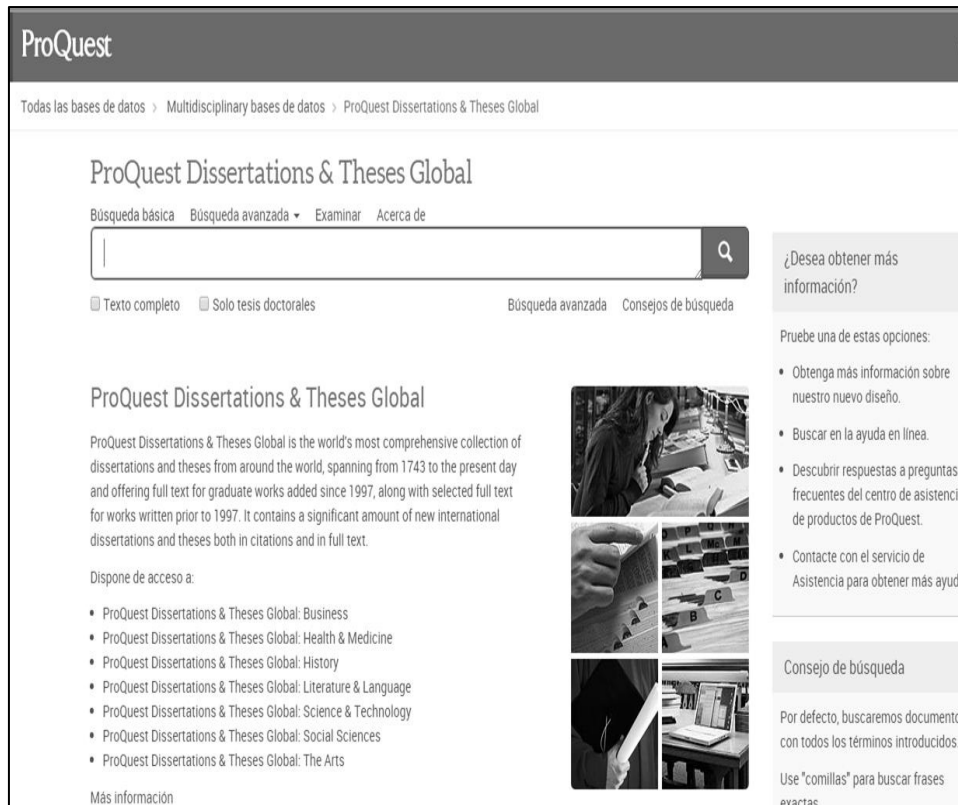 ProQuest
Todas las bases de datos › Multidisciplinary bases de datos › ProQuest Dissertations & Theses Global
ProQuest Dissertations & Theses Global
Búsqueda básica Búsqueda avanzada Examinar Acerca de
Texto completo Solo tesis doctorales Búsqueda avanzada Consejos de búsqueda
ProQuest Dissertations & Theses Global
ProQuest Dissertations & Theses Global is the world's most comprehensive collection of
dissertations and theses from around the world, spanning from 1743 to the present day
and offering full text for graduate works added since 1997, along with selected full text
for works written prior to 1997. It contains a significant amount of new international
dissertations and theses both in citations and in full text.
Dispone de acceso a:
• ProQuest Dissertations & Theses Global: Business
• ProQuest Dissertations & Theses Global: Health & Medicine
• ProQuest Dissertations & Theses Global: History
• ProQuest Dissertations & Theses Global: Literature & Language
• ProQuest Dissertations & Theses Global: Science & Technology
• ProQuest Dissertations & Theses Global: Social Sciences
• ProQuest Dissertations & Theses Global: The Arts
Más información
¿Desea obtener más
información?
Pruebe una de estas opciones:
• Obtenga más información sobre
nuestro nuevo diseño.
• Buscar en la ayuda en línea.
• Descubrir respuestas a preguntas
frecuentes del centro de asistenci
de productos de ProQuest.
• Contacte con el servicio de
Asistencia para obtener más ayud
Consejo de búsqueda
Por defecto, buscaremos documento
con todos los términos introducidos.
Use "comillas" para buscar frases
exactas